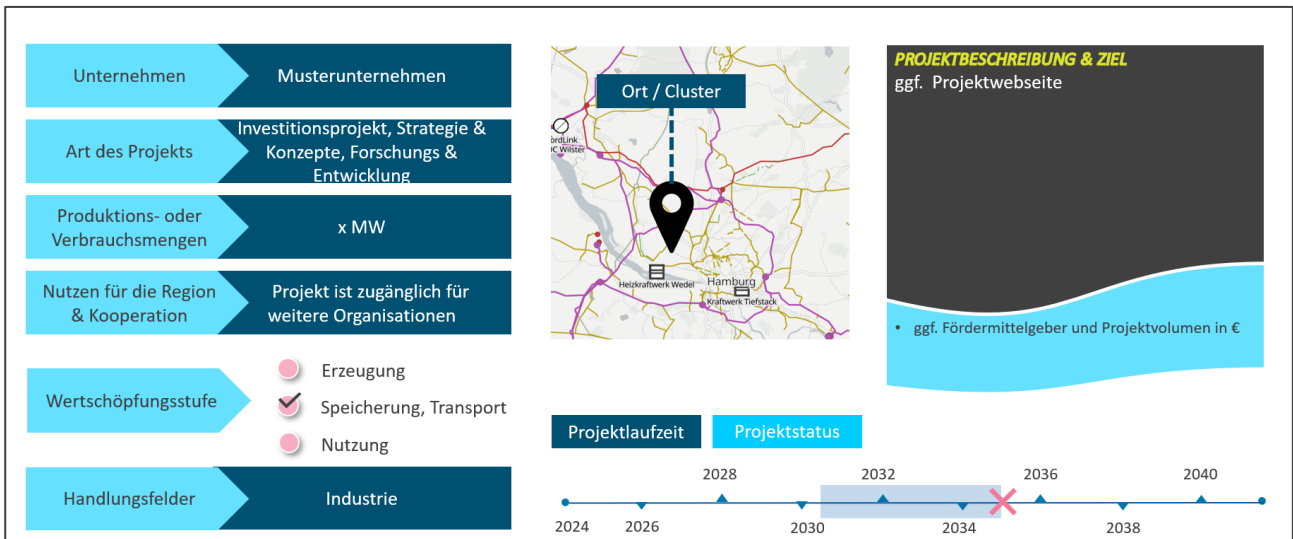 Unternehmen
Musterunternehmen
Art des Projekts
Investitionsprojekt, Strategie &
Konzepte, Forschungs &
Entwicklung
Produktions- oder
Verbrauchsmengen
x MW
Nutzen für die Region
& Kooperation
Projekt ist zugänglich für
weitere Organisationen
Wertschöpfungsstufe
Erzeugung
Speicherung, Transport
Nutzung
Handlungsfelder
Industrie
Ort / Cluster
ordLink
C Wilster
Heizkraftwerk Wedel
Hamburg
Kraftwerk Tiefstack
PROJEKTBESCHREIBUNG & ZIEL
ggf. Projektwebseite
• ggf. Fördermittelgeber und Projektvolumen in €
Projektlaufzeit
Projektstatus
2028
2032
2036
2040
2024
2026
2030
2034
2038